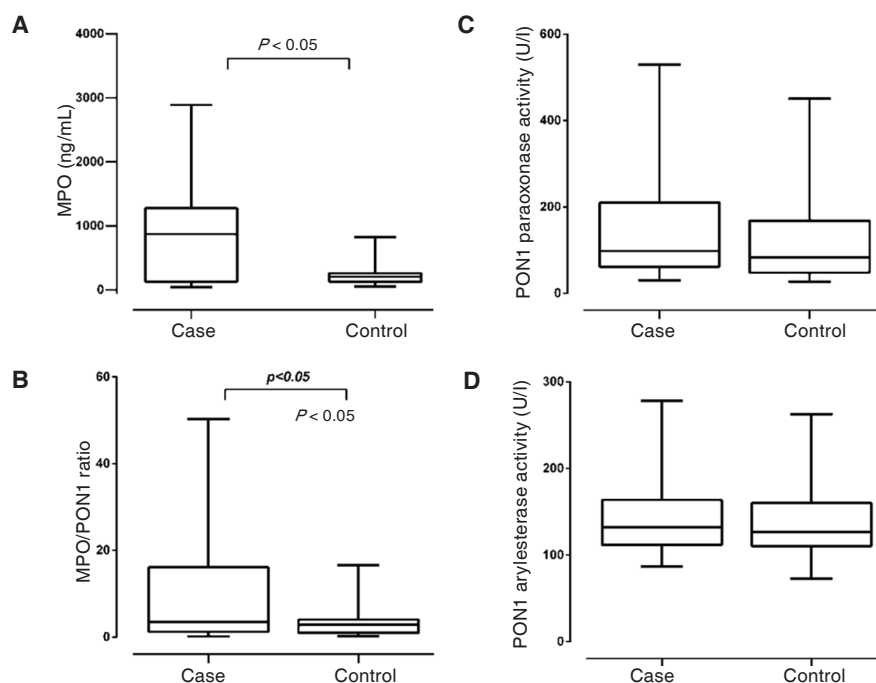 A
4000
3000
2000
1000
0
MPO (ng/mL)
P < 0.05
Case
Control
C
600
400
200
0
PON1 paraoxonase activity (U/l)
Case
Control
B
60
40
20
0
MPO/PON1 ratio
p<0.05
P < 0.05
Case
Control
D
300
200
100
0
PON1 arylesterase activity (U/l)
Case
Control